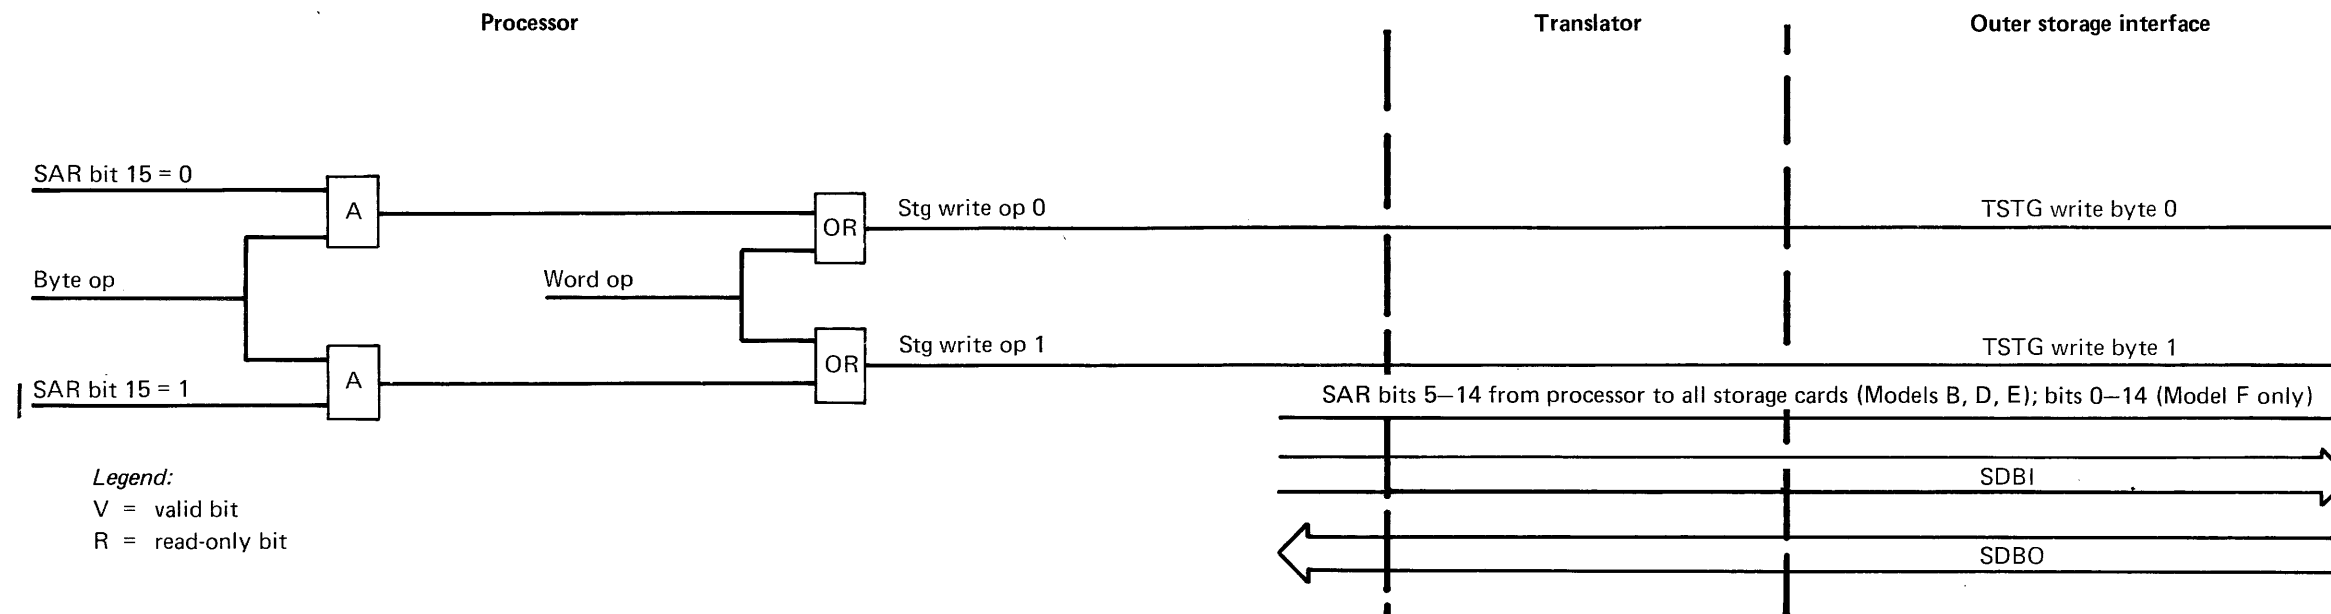 Processor
Translator
Outer storage interface
SAR bit 15 = 0
A
Stg write op 0
TSTG write byte 0
OR
Byte op
Word op
Stg write op 1
TSTG write byte 1
OR
A
SAR bit 15 = 1
SAR bits 5–14 from processor to all storage cards (Models B, D, E); bits 0–14 (Model F only)
Legend:
V = valid bit
R = read-only bit
SDBI
SDBO